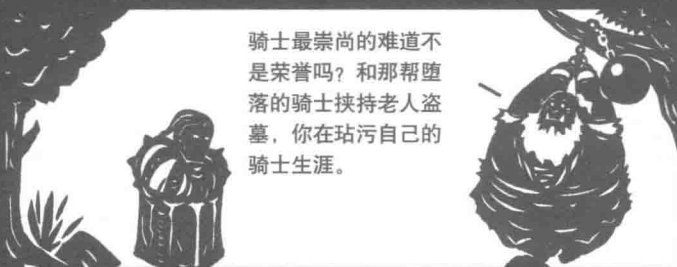 骑士最崇尚的难道不
是荣誉吗？和那帮堕
落的骑士挟持老人盗
墓，你在玷污自己的
骑士生涯。